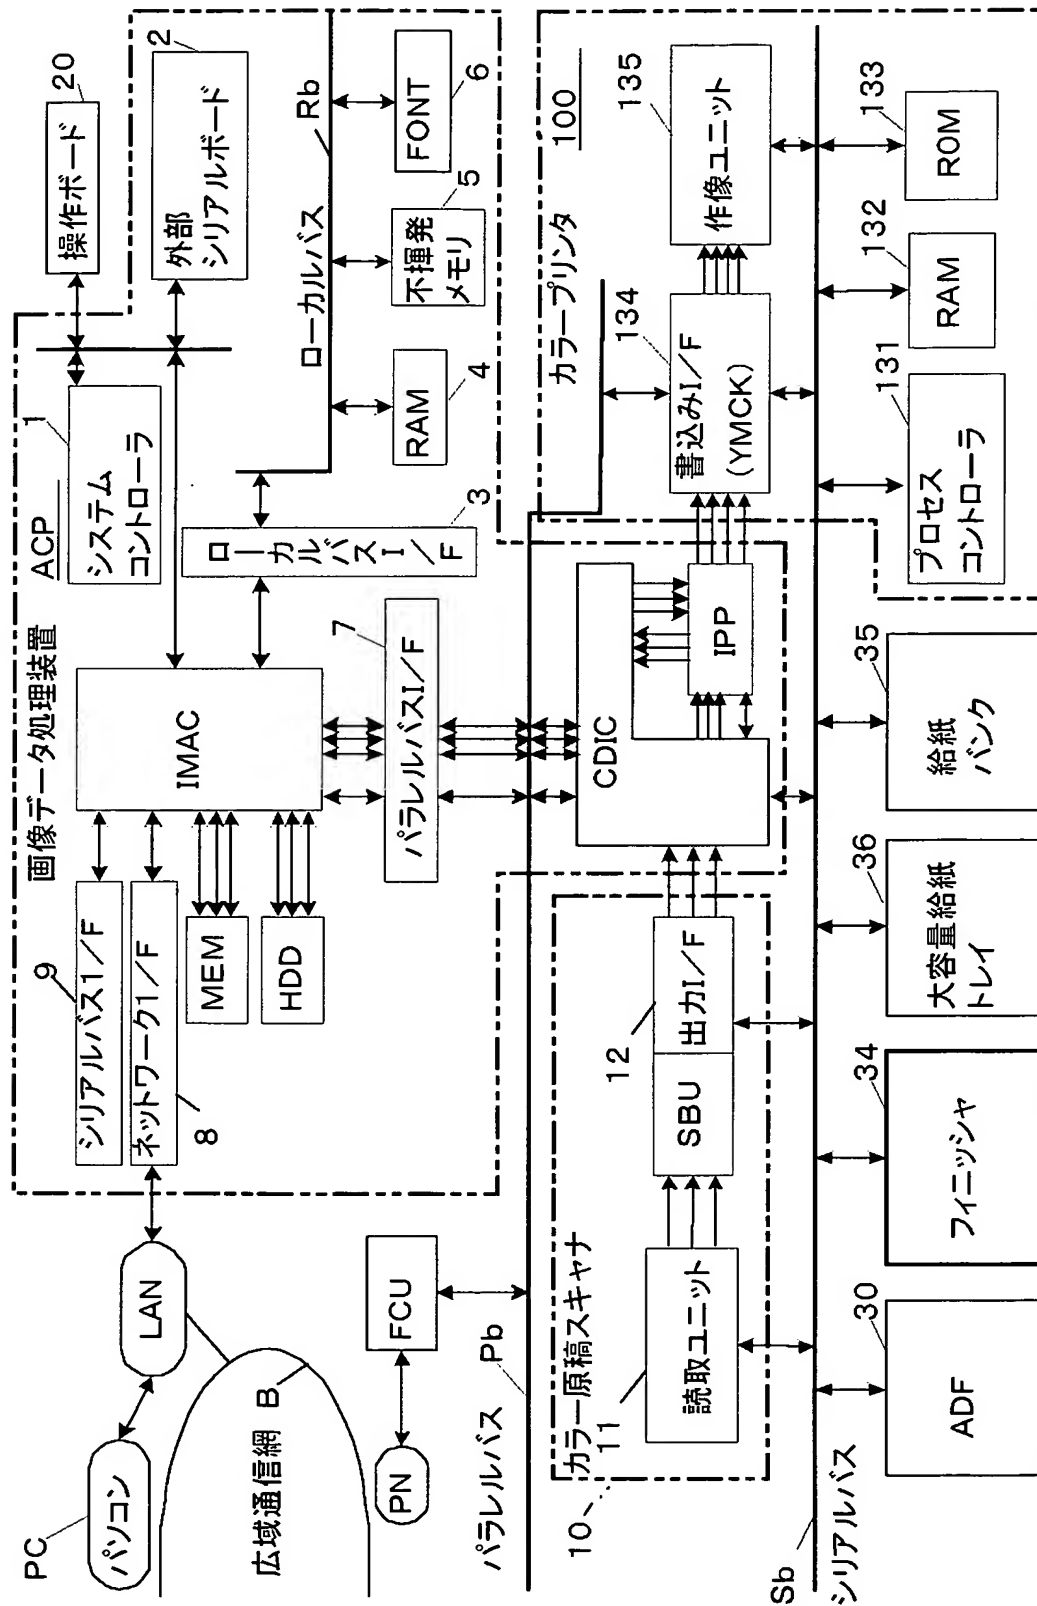 PC
パソコン
LAN
広域通信網 B
PN
FCU
画像データ処理装置
ACP
1
システム
コントローラ
操作ボード
20
外部
シリアルボード
2
9
シリアルバス1/F
ネットワーク1/F
8
IMAC
MEM
HDD
ローカル
バスI/F
3
ローカルバス
Rb
RAM
4
不揮発
メモリ
5
FONT
6
パラレルバスI/F
7
パラレルバス
Pb
カラー原稿スキャナ
10
11
読取ユニット
SBU
12
出力I/F
CDIC
IPP
カラープリンタ
100
134
書込みI/F
(YMCK)
135
作像ユニット
Sb
シリアルバス
30
ADF
34
フィニッシャ
36
大容量給紙
トレイ
35
給紙
バンク
131
プロセス
コントローラ
132
RAM
133
ROM